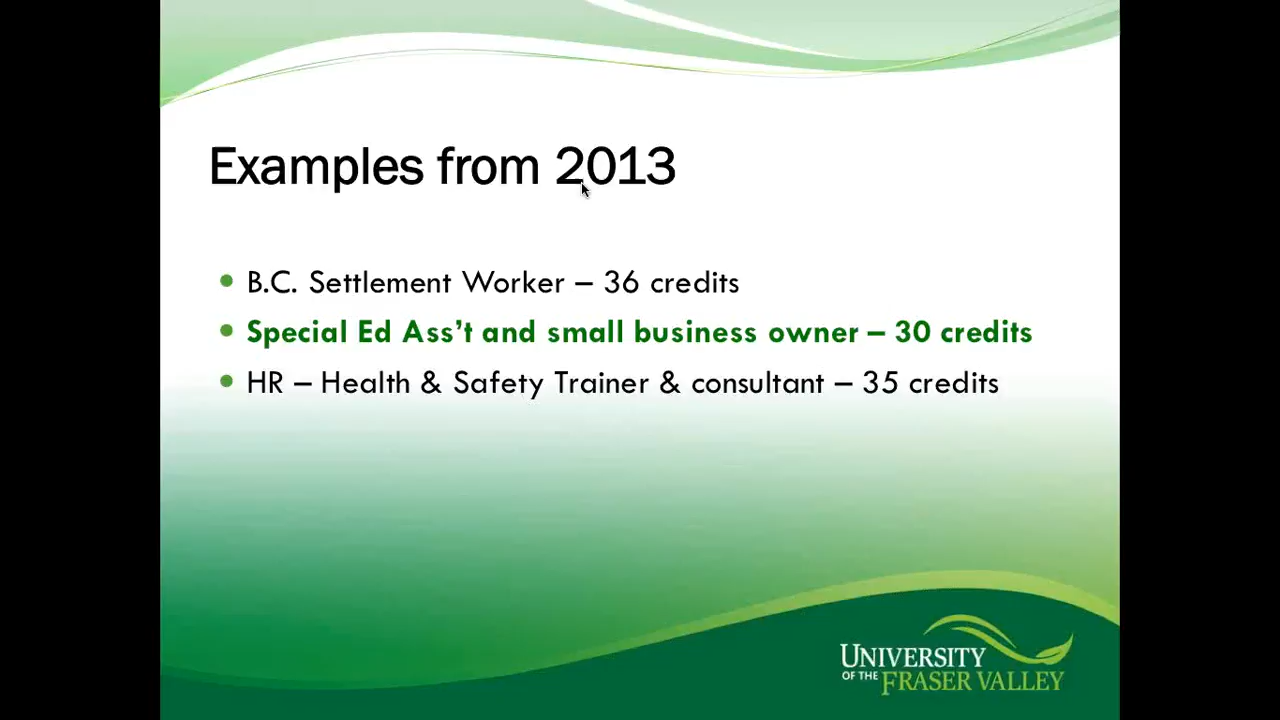 Examples from 2013
B.C. Settlement Worker – 36 credits
Special Ed Ass’t and small business owner – 30 credits
HR – Health & Safety Trainer & consultant – 35 credits
UNIVERSITY
OF THE FRASER VALLEY